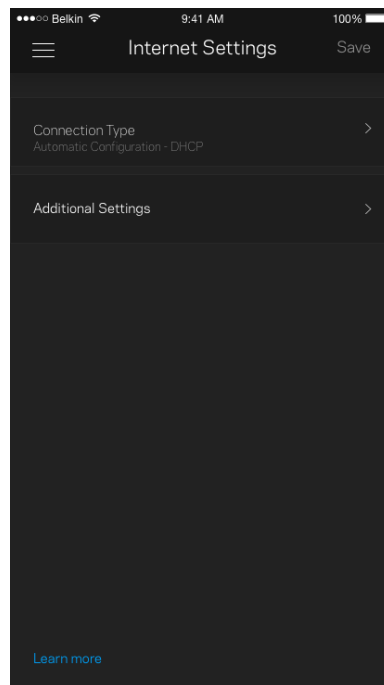 Belkin 9:41 AM 100%
Internet Settings Save
Connection Type
Automatic Configuration - DHCP
Additional Settings
Learn more